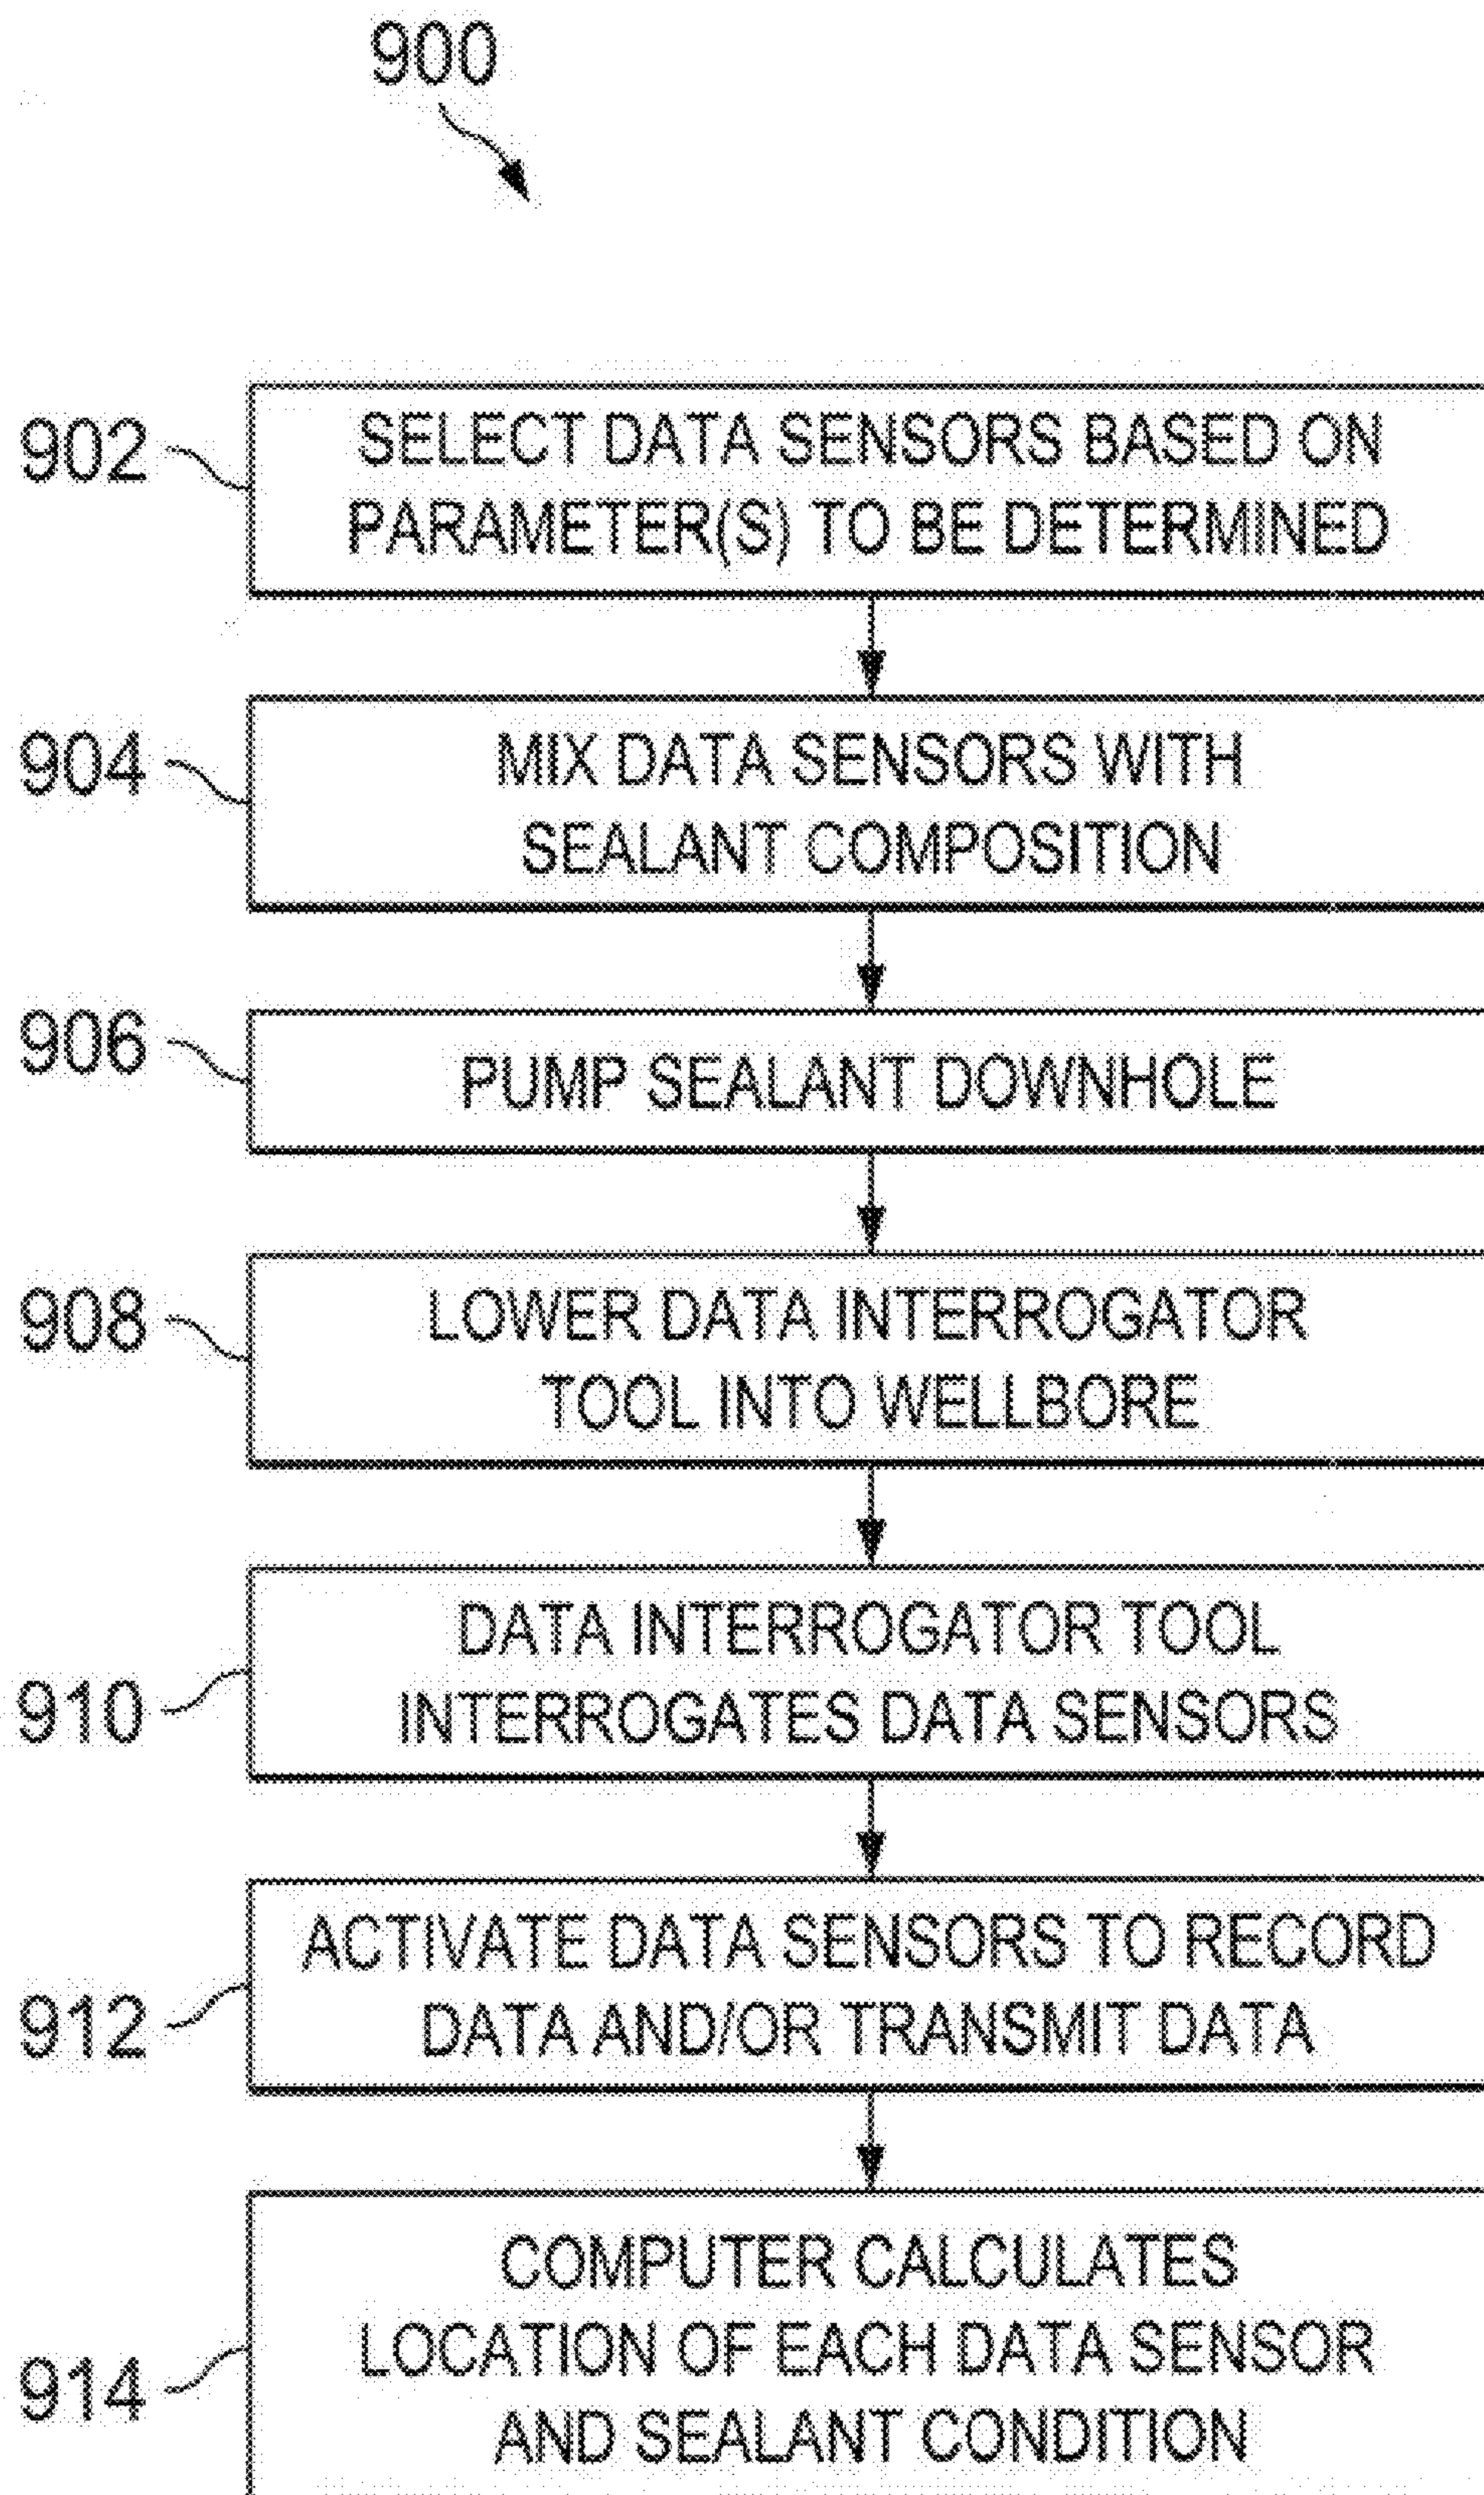 900
902
SELECT DATA SENSORS BASED ON
PARAMETER(S) TO BE DETERMINED
904
MIX DATA SENSORS WITH
SEALANT COMPOSITION
906
PUMP SEALANT DOWNHOLE
908
LOWER DATA INTERROGATOR
TOOL INTO WELLBORE
910
DATA INTERROGATOR TOOL
INTERROGATES DATA SENSORS
912
ACTIVATE DATA SENSORS TO RECORD
DATA AND/OR TRANSMIT DATA
914
COMPUTER CALCULATES
LOCATION OF EACH DATA SENSOR
AND SEALANT CONDITION